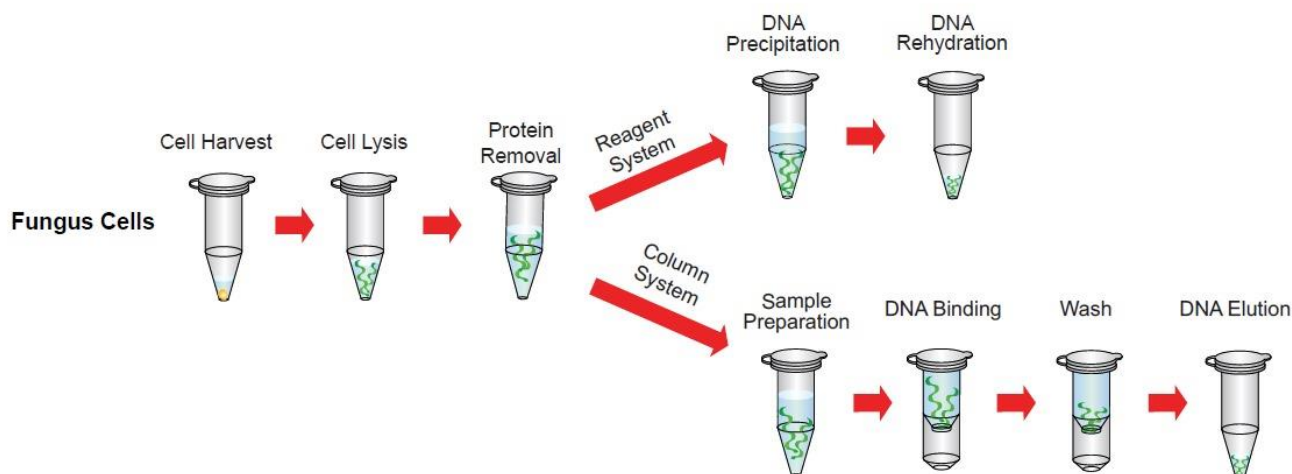 DNA
Precipitation
DNA
Rehydration
Cell Harvest
Cell Lysis
Protein
Removal
Reagent
System
Fungus Cells
Column
System
Sample
Preparation
DNA Binding
Wash
DNA Elution